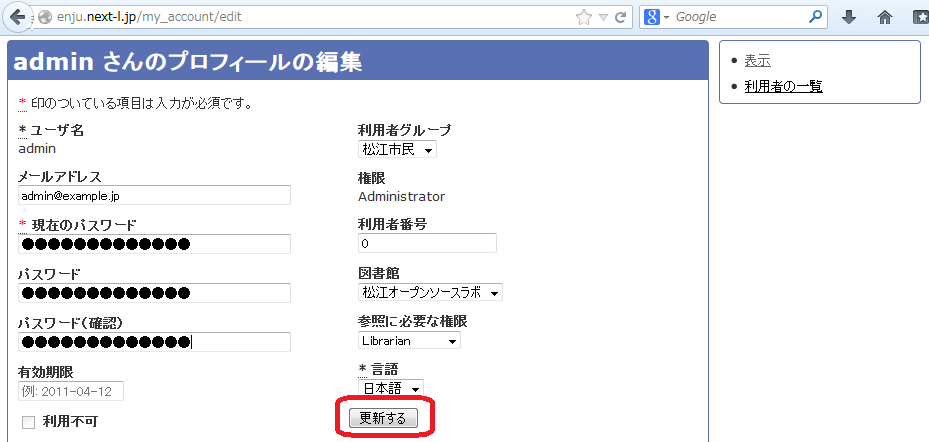 enju.next-l.jp/my_account/edit
Google
admin さんのプロフィールの編集
* 印のついている項目は入力が必須です。
* ユーザ名
admin
メールアドレス
admin@example.jp
* 現在のパスワード
●●●●●●●●●●●●●
パスワード
●●●●●●●●●●●●●
パスワード(確認)
●●●●●●●●●●●●●
有効期限
例: 2011-04-12
利用不可
利用者グループ
松江市民
権限
Administrator
利用者番号
0
図書館
松江オープンソースラボ
参照に必要な権限
Librarian
* 言語
日本語
更新する
表示
利用者の一覧